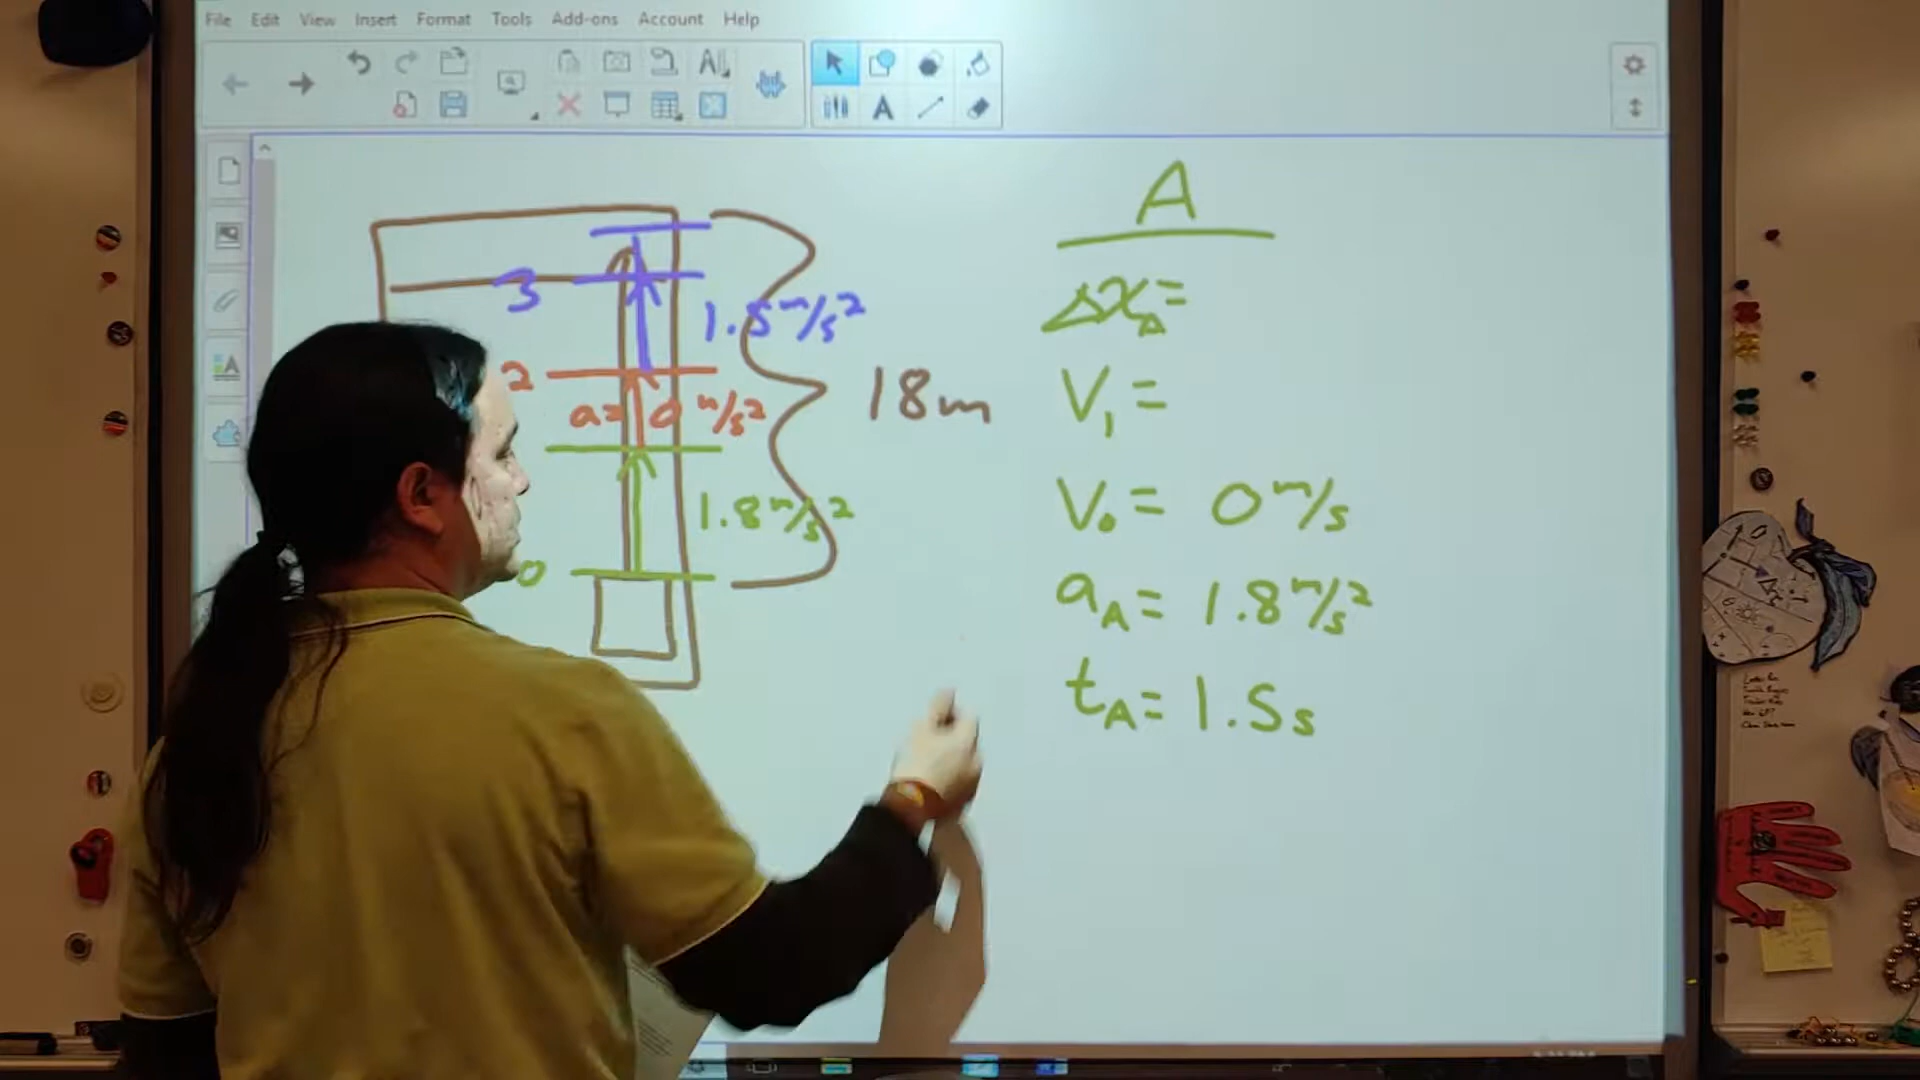 File Edit View Insert Format Tools Add-ons Account Help
A
3
1.5 m/s²
2
a= 0 m/s²
18m
1.8 m/s²
0
A
Δx_A=
V₁ =
V₀ = 0 m/s
a_A = 1.8 m/s²
t_A = 1.5s